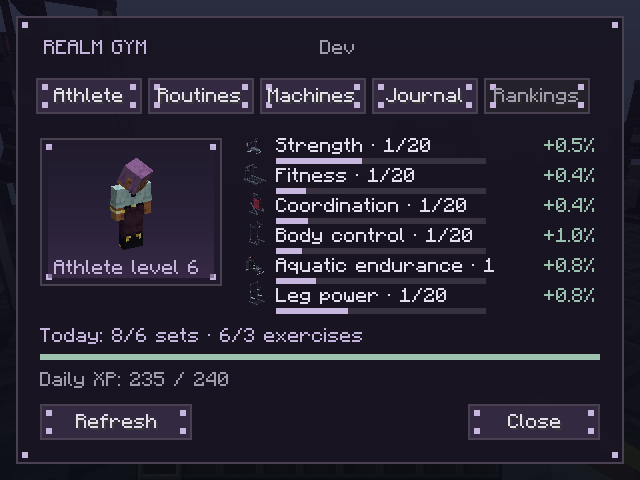 REALM GYM
Dev
Athlete
Routines
Machines
Journal
Rankings
Strength · 1/20
+0.5%
Fitness · 1/20
+0.4%
Coordination · 1/20
+0.4%
Body control · 1/20
+1.0%
Aquatic endurance · 1
+0.8%
Leg power · 1/20
+0.8%
Athlete level 6
Today: 8/6 sets · 6/3 exercises
Daily XP: 235 / 240
Refresh
Close